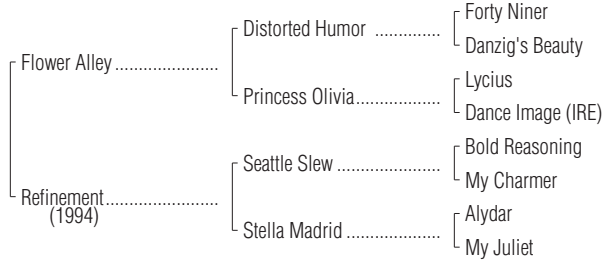 Forty Niner
Distorted Humor ..............
Danzig's Beauty
Flower Alley ......................
Lycius
Princess Olivia..................
Dance Image (IRE)
Bold Reasoning
Seattle Slew ......................
My Charmer
Refinement........................
(1994)
Alydar
Stella Madrid ....................
My Juliet